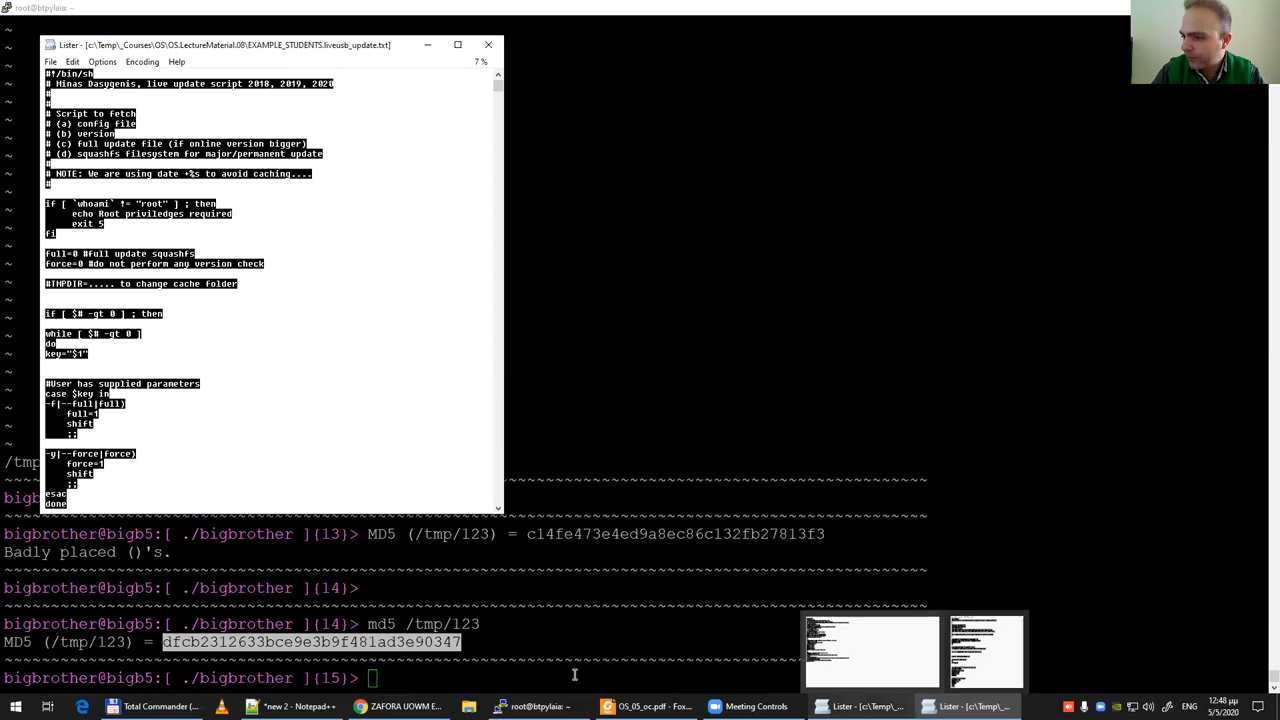 root@btpylaia: ~
Lister - [c:\Temp\_Courses\OS\OS.LectureMaterial.08\EXAMPLE_STUDENTS.liveusb_update.txt]
File Edit Options Encoding Help 7 %
#!/bin/sh
# Minas Dasygenis, live update script 2018, 2019, 2020
#
#
# Script to fetch
# (a) config file
# (b) version
# (c) full update file (if online version bigger)
# (d) squashfs filesystem for major/permanent update
#
# NOTE: We are using date +%s to avoid caching....
#
if [ `whoami` != "root" ] ; then
echo Root priviledges required
exit 5
fi
full=0 #full update squashfs
force=0 #do not perform any version check
#TMPDIR=..... to change cache folder
if [ $# -gt 0 ] ; then
while [ $# -gt 0 ]
do
key="$1"
#User has supplied parameters
case $key in
-f|--full|full)
full=1
shift
;;
-y|--force|force)
force=1
shift
;;
esac
done
/tmp
bigb
bigbrother@bigb5:[ ./bigbrother ]{13}> MD5 (/tmp/123) = c14fe473e4ed9a8ec86c132fb27813f3
Badly placed ()'s.
bigbrother@bigb5:[ ./bigbrother ]{14}>
bigbrother@bigb5:[ ./bigbrother ]{14}> md5 /tmp/123
MD5 (/tmp/123) = dfcb2312633bce9e3b9f481ad3e90347
bigbrother@bigb5:[ ./bigbrother ]{15}>
Total Commander (... *new 2 - Notepad++ ZAFORA UOWM E... root@btpylaia: ~ OS_05_oc.pdf - Fox... Meeting Controls Lister - [c:\Temp\_... Lister - [c:\Temp\_... 12:48 μμ
5/5/2020